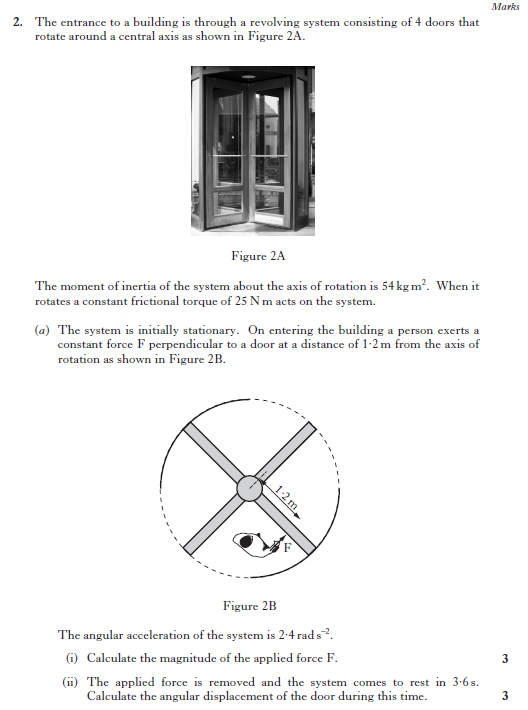 Marks
2. The entrance to a building is through a revolving system consisting of 4 doors that
rotate around a central axis as shown in Figure 2A.
Figure 2A
The moment of inertia of the system about the axis of rotation is 54 kg m². When it
rotates a constant frictional torque of 25 N m acts on the system.
(a) The system is initially stationary. On entering the building a person exerts a
constant force F perpendicular to a door at a distance of 1·2 m from the axis of
rotation as shown in Figure 2B.
1·2 m
F
Figure 2B
The angular acceleration of the system is 2·4 rad s⁻².
(i) Calculate the magnitude of the applied force F. 3
(ii) The applied force is removed and the system comes to rest in 3·6 s.
Calculate the angular displacement of the door during this time. 3